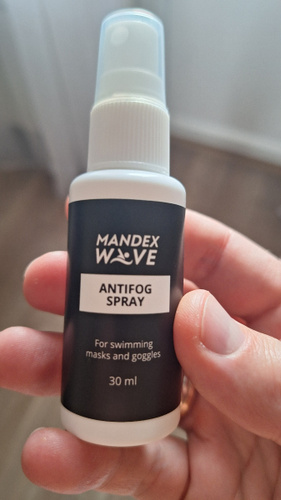 MANDEX
WAVE
ANTIFOG
SPRAY
For swimming
masks and goggles
30 ml